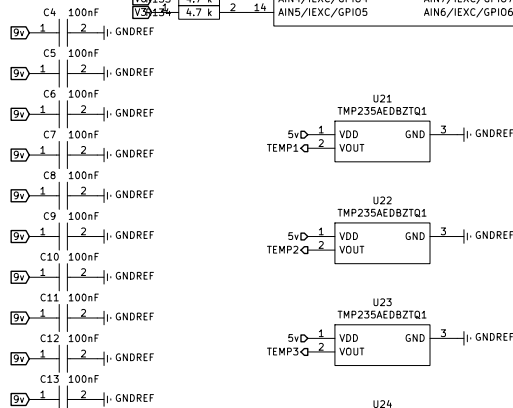 V3 133 4.7 k AIN4/IEXC/GPIO4 AIN7/IEXC/GPIO7
V3 134 4.7 k 2 14 AIN5/IEXC/GPIO5 AIN6/IEXC/GPIO6
C4 100nF
9v 1 2 GNDREF
C5 100nF
9v 1 2 GNDREF
C6 100nF
9v 1 2 GNDREF
C7 100nF
9v 1 2 GNDREF
C8 100nF
9v 1 2 GNDREF
C9 100nF
9v 1 2 GNDREF
C10 100nF
9v 1 2 GNDREF
C11 100nF
9v 1 2 GNDREF
C12 100nF
9v 1 2 GNDREF
C13 100nF
9v 1 2 GNDREF
U21
TMP235AEDBZTQ1
5v 1 VDD GND 3 GNDREF
TEMP1 2 VOUT
U22
TMP235AEDBZTQ1
5v 1 VDD GND 3 GNDREF
TEMP2 2 VOUT
U23
TMP235AEDBZTQ1
5v 1 VDD GND 3 GNDREF
TEMP3 2 VOUT
U24